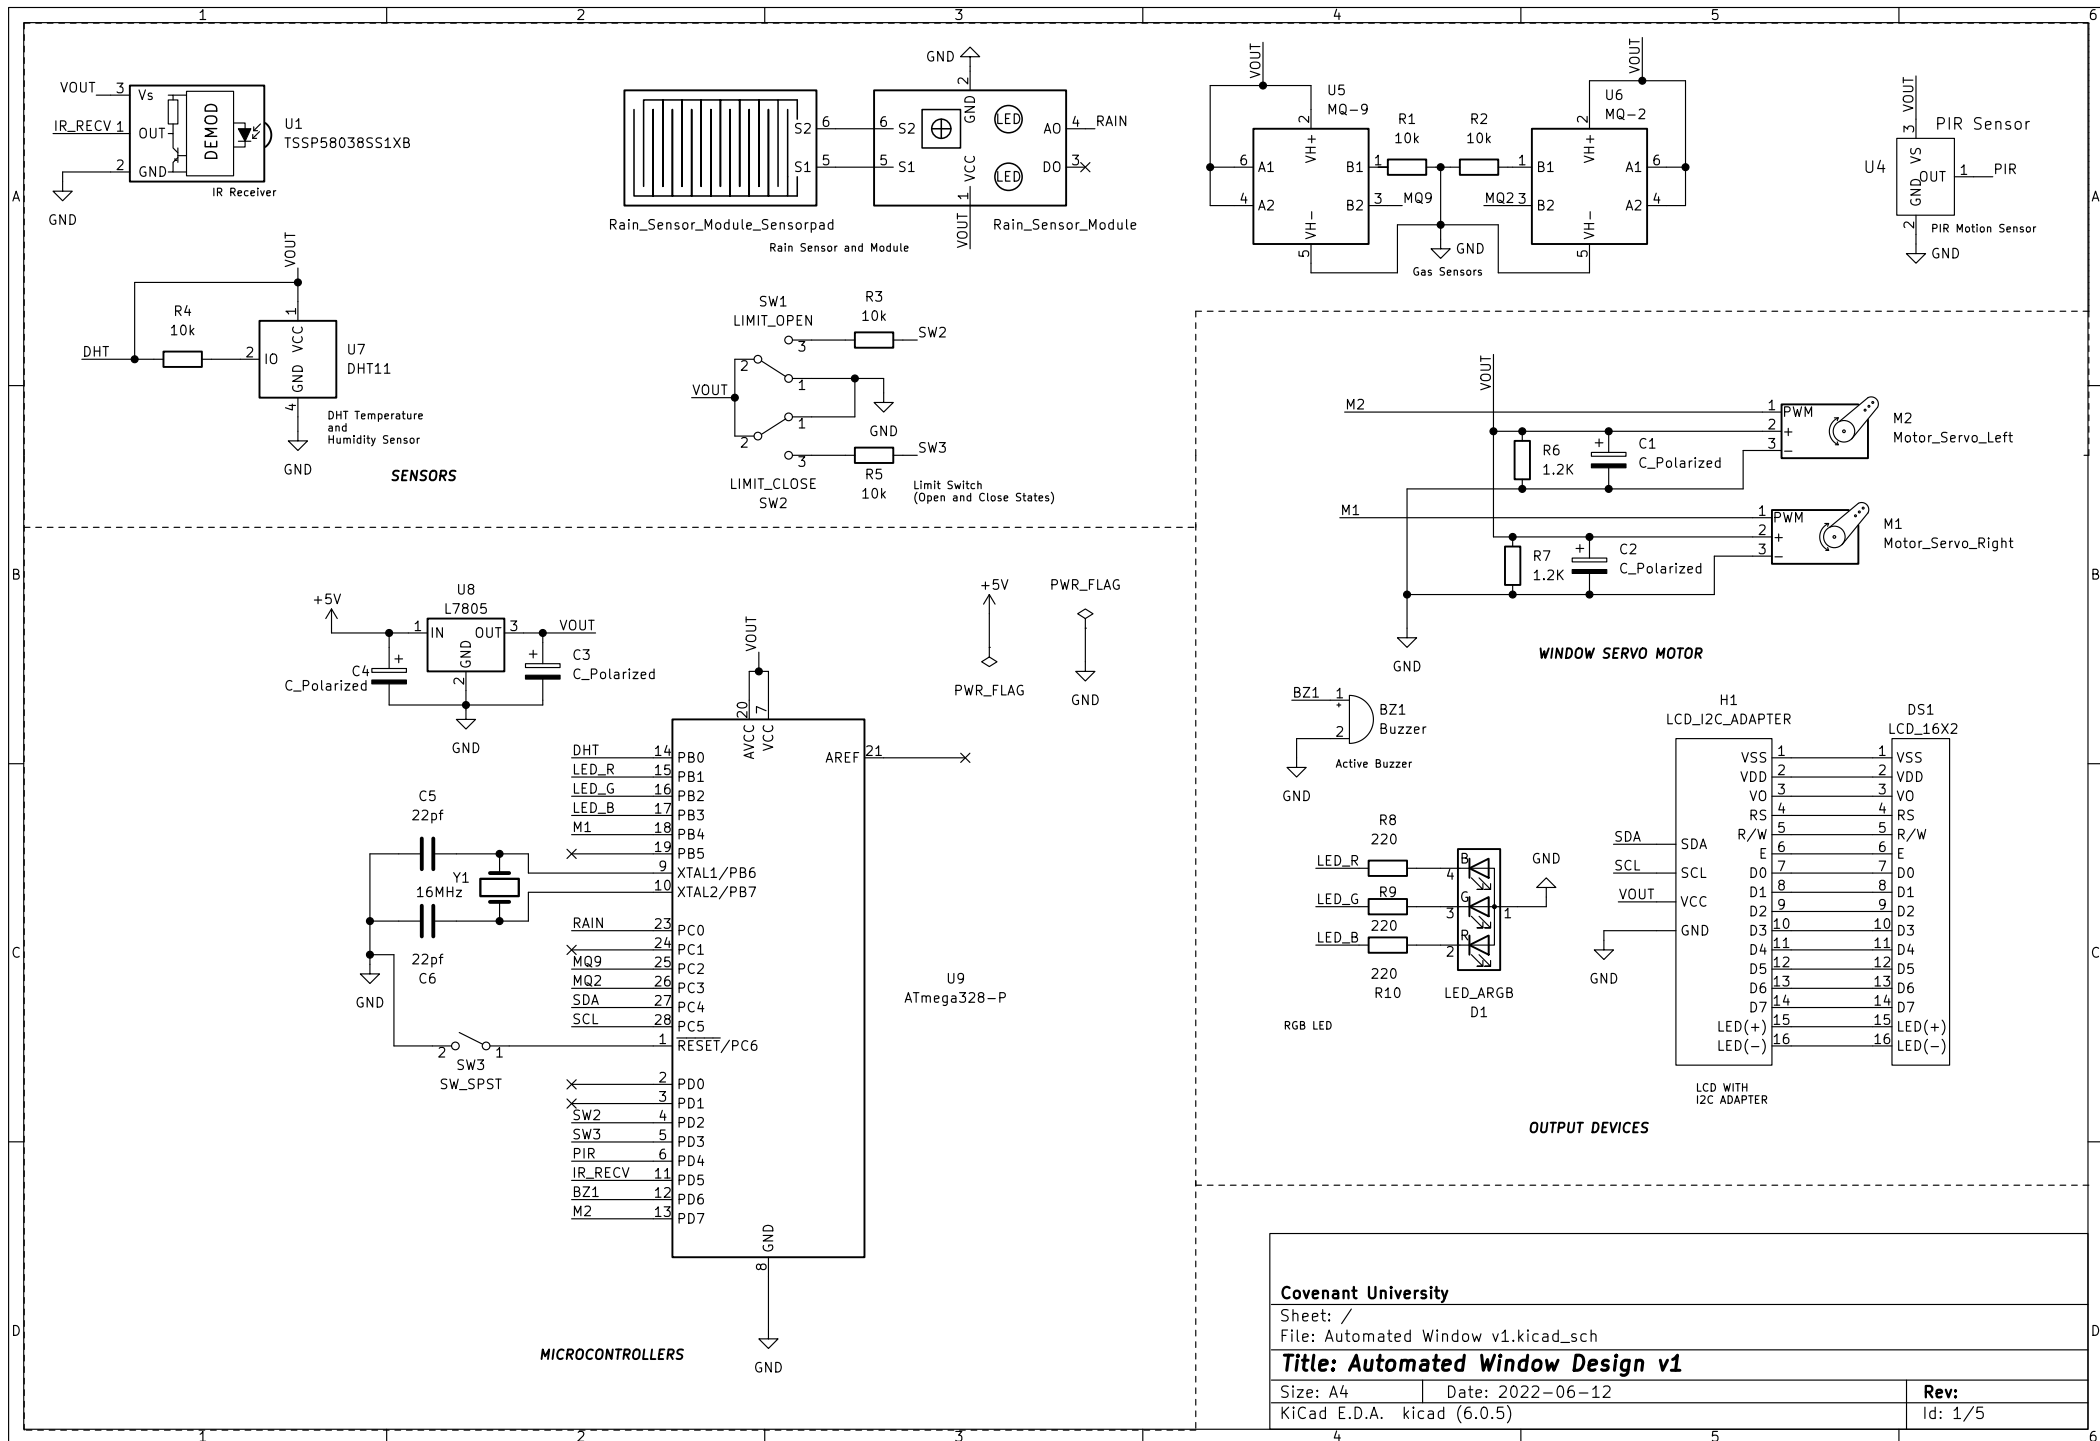 1 2 3 4 5 6
A
B
C
D
VOUT 3 Vs
IR_RECV 1 OUT
2 GND
DEMOD
U1
TSSP58038SS1XB
IR Receiver
GND
S2 6 6 S2
S1 5 5 S1
GND
2 GND
LED
LED
AO 4 RAIN
DO 3
VCC 1
VOUT
Rain_Sensor_Module_Sensorpad
Rain_Sensor_Module
Rain Sensor and Module
VOUT
U5
MQ-9
2 VH+
6 A1
4 A2
B1 1
B2 3 MQ9
VH- 5
R1
10k
R2
10k
GND
Gas Sensors
VOUT
U6
MQ-2
2 VH+
1 B1
MQ2 3 B2
A1 6
A2 4
VH- 5
VOUT
3 VS
PIR Sensor
U4
OUT 1 PIR
GND
2
PIR Motion Sensor
GND
VOUT
R4
10k
DHT
2 IO
1 VCC
GND 4
U7
DHT11
DHT Temperature
and
Humidity Sensor
GND
SENSORS
SW1
LIMIT_OPEN
R3
10k
SW2
3
2
1
VOUT
1
2
GND
3
SW3
R5
10k
LIMIT_CLOSE
SW2
Limit Switch
(Open and Close States)
VOUT
M2
1 PWM
2 +
3 -
M2
Motor_Servo_Left
R6
1.2K
+
C1
C_Polarized
M1
1 PWM
2 +
3 -
M1
Motor_Servo_Right
R7
1.2K
+
C2
C_Polarized
GND
WINDOW SERVO MOTOR
+5V
U8
L7805
1 IN
OUT 3
VOUT
GND
2
+
C4
C_Polarized
+
C3
C_Polarized
GND
VOUT
+5V
PWR_FLAG
PWR_FLAG
GND
20 7
AVCC VCC
AREF 21
DHT 14 PB0
LED_R 15 PB1
LED_G 16 PB2
LED_B 17 PB3
M1 18 PB4
19 PB5
9 XTAL1/PB6
10 XTAL2/PB7
RAIN 23 PC0
24 PC1
MQ9 25 PC2
MQ2 26 PC3
SDA 27 PC4
SCL 28 PC5
1 RESET/PC6
2 PD0
3 PD1
SW2 4 PD2
SW3 5 PD3
PIR 6 PD4
IR_RECV 11 PD5
BZ1 12 PD6
M2 13 PD7
GND
8
GND
U9
ATmega328-P
C5
22pf
Y1
16MHz
22pf
C6
GND
2 1
SW3
SW_SPST
MICROCONTROLLERS
BZ1 1
+
2
BZ1
Buzzer
GND
Active Buzzer
R8
220
LED_R
B
4
R9
LED_G
G
3
220
LED_B
R
2
220
R10
1
GND
LED_ARGB
D1
RGB LED
H1
LCD_I2C_ADAPTER
DS1
LCD_16X2
SDA SDA
SCL SCL
VOUT VCC
GND
GND
VSS 1 1 VSS
VDD 2 2 VDD
VO 3 3 VO
RS 4 4 RS
R/W 5 5 R/W
E 6 6 E
D0 7 7 D0
D1 8 8 D1
D2 9 9 D2
D3 10 10 D3
D4 11 11 D4
D5 12 12 D5
D6 13 13 D6
D7 14 14 D7
LED(+) 15 15 LED(+)
LED(-) 16 16 LED(-)
LCD WITH
I2C ADAPTER
OUTPUT DEVICES
Covenant University
Sheet: /
File: Automated Window v1.kicad_sch
Title: Automated Window Design v1
Size: A4 Date: 2022-06-12 Rev:
KiCad E.D.A. kicad (6.0.5) Id: 1/5
A
B
C
D
1 2 3 4 5 6